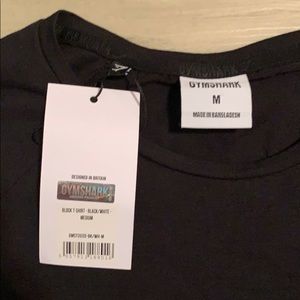 GYMSHARK
M
MADE IN BANGLADESH
DESIGNED IN BRITAIN
GYMSHARK
BLOCK T-SHIRT - BLACK/WHITE -
MEDIUM